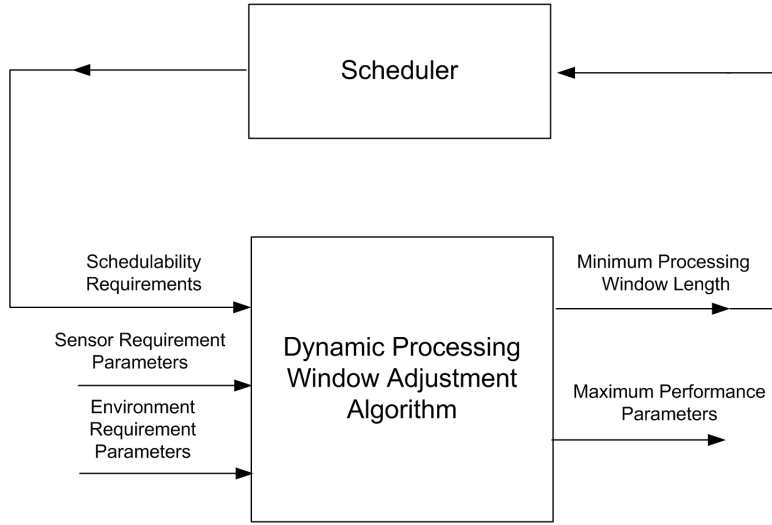 Scheduler
Schedulability
Requirements
Minimum Processing
Window Length
Sensor Requirement
Parameters
Dynamic Processing
Window Adjustment
Algorithm
Environment
Requirement
Parameters
Maximum Performance
Parameters